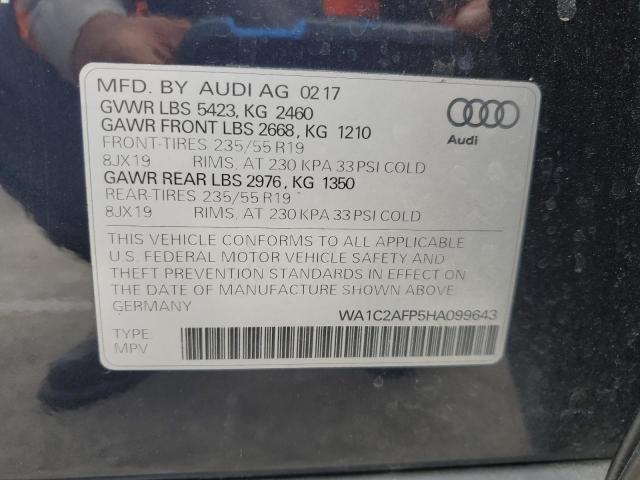 MFD. BY AUDI AG 02 17
GVWR LBS 5423, KG 2460
GAWR FRONT LBS 2668, KG 1210
FRONT-TIRES 235/55 R19
8JX19 RIMS, AT 230 KPA 33 PSI COLD
GAWR REAR LBS 2976, KG 1350
REAR-TIRES 235/55 R19
8JX19 RIMS, AT 230 KPA 33 PSI COLD
Audi
THIS VEHICLE CONFORMS TO ALL APPLICABLE
U.S. FEDERAL MOTOR VEHICLE SAFETY AND
THEFT PREVENTION STANDARDS IN EFFECT ON
THE DATE OF MANUFACTURE SHOWN ABOVE.
GERMANY
WA1C2AFP5HA099643
TYPE:
MPV